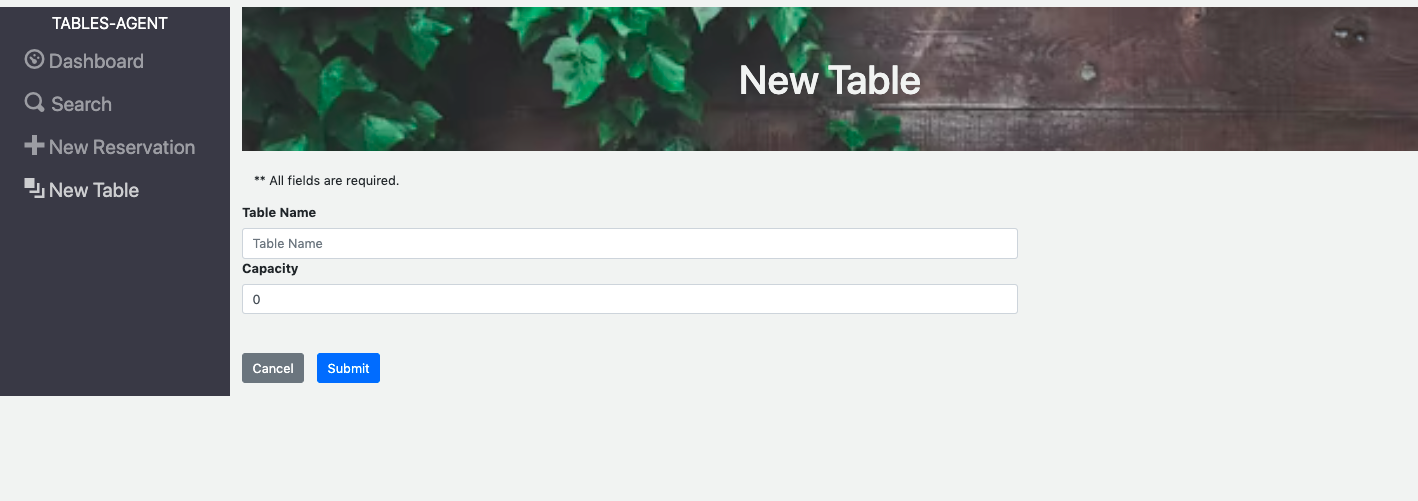 TABLES-AGENT
Dashboard
Search
New Reservation
New Table
New Table
** All fields are required.
Table Name
Table Name
Capacity
0
Cancel Submit